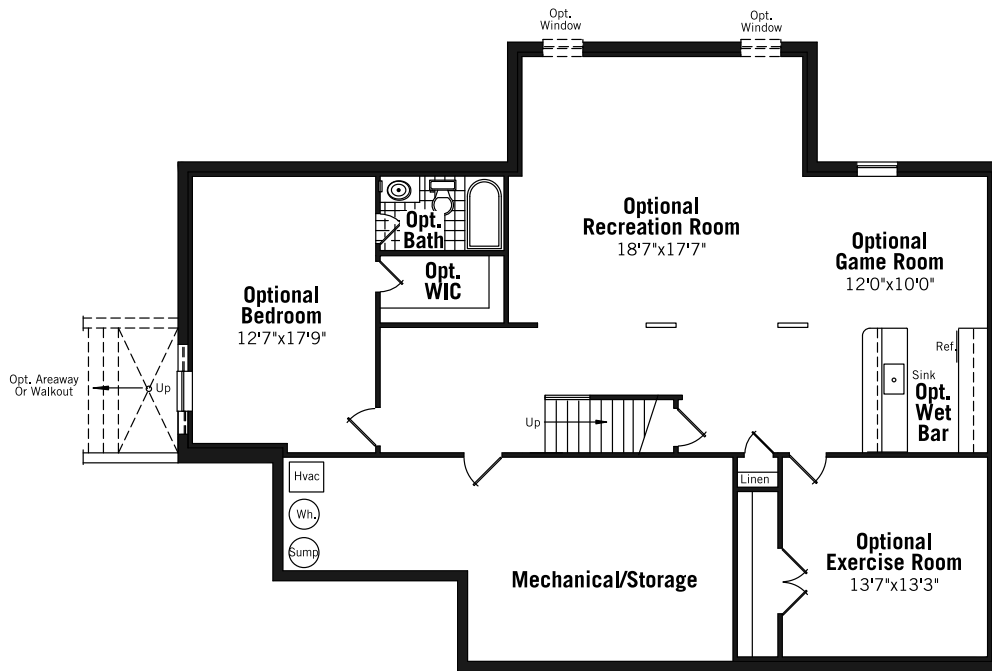 Opt.
Window
Opt.
Window
Optional
Recreation Room
18'7"x17'7"
Opt.
Bath
Optional
Game Room
12'0"x10'0"
Opt.
WIC
Optional
Bedroom
12'7"x17'9"
Opt. Areaway
Or Walkout
Up
Ref.
Sink
Opt.
Wet
Bar
Up
Hvac
Linen
Wh.
Sump
Mechanical/Storage
Optional
Exercise Room
13'7"x13'3"